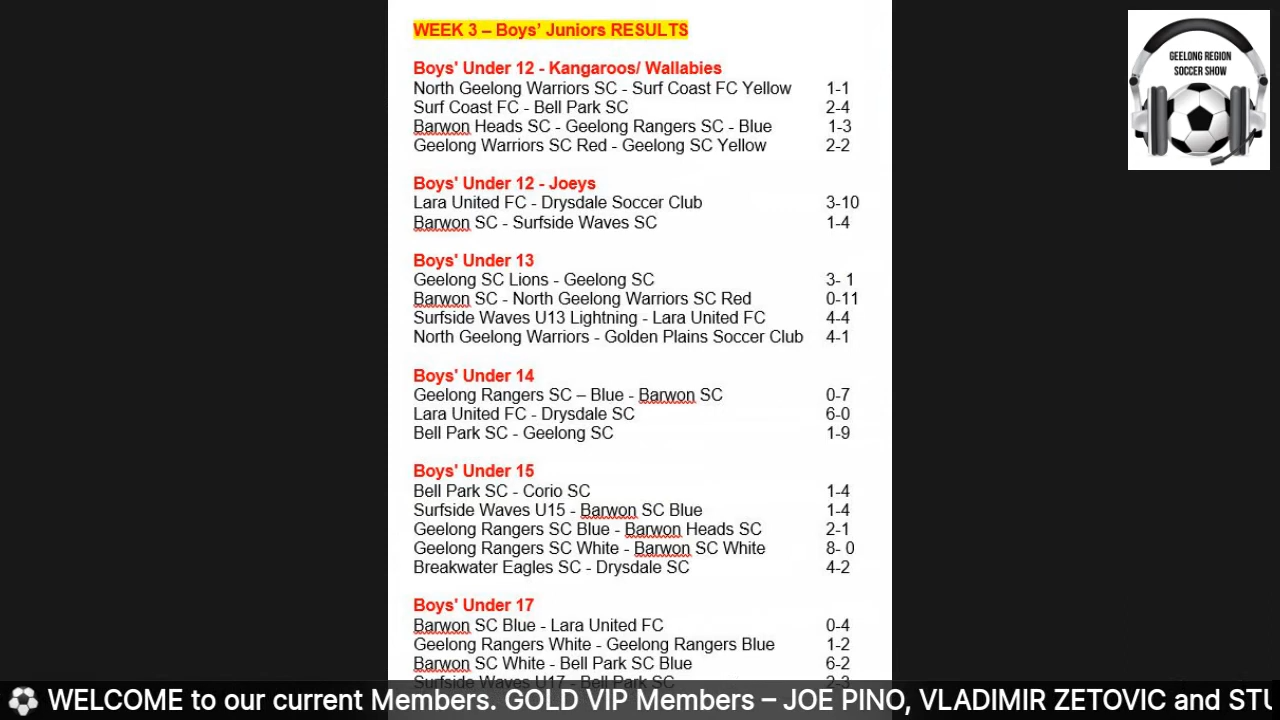 WEEK 3 – Boys’ Juniors RESULTS
Boys' Under 12 - Kangaroos/ Wallabies
North Geelong Warriors SC - Surf Coast FC Yellow 1-1
Surf Coast FC - Bell Park SC 2-4
Barwon Heads SC - Geelong Rangers SC - Blue 1-3
Geelong Warriors SC Red - Geelong SC Yellow 2-2
Boys' Under 12 - Joeys
Lara United FC - Drysdale Soccer Club 3-10
Barwon SC - Surfside Waves SC 1-4
Boys' Under 13
Geelong SC Lions - Geelong SC 3- 1
Barwon SC - North Geelong Warriors SC Red 0-11
Surfside Waves U13 Lightning - Lara United FC 4-4
North Geelong Warriors - Golden Plains Soccer Club 4-1
Boys' Under 14
Geelong Rangers SC – Blue - Barwon SC 0-7
Lara United FC - Drysdale SC 6-0
Bell Park SC - Geelong SC 1-9
Boys' Under 15
Bell Park SC - Corio SC 1-4
Surfside Waves U15 - Barwon SC Blue 1-4
Geelong Rangers SC Blue - Barwon Heads SC 2-1
Geelong Rangers SC White - Barwon SC White 8- 0
Breakwater Eagles SC - Drysdale SC 4-2
Boys' Under 17
Barwon SC Blue - Lara United FC 0-4
Geelong Rangers White - Geelong Rangers Blue 1-2
Barwon SC White - Bell Park SC Blue 6-2
Surfside Waves U17 - Bell Park SC 2-3
GEELONG REGION
SOCCER SHOW
WELCOME to our current Members. GOLD VIP Members – JOE PINO, VLADIMIR ZETOVIC and STU